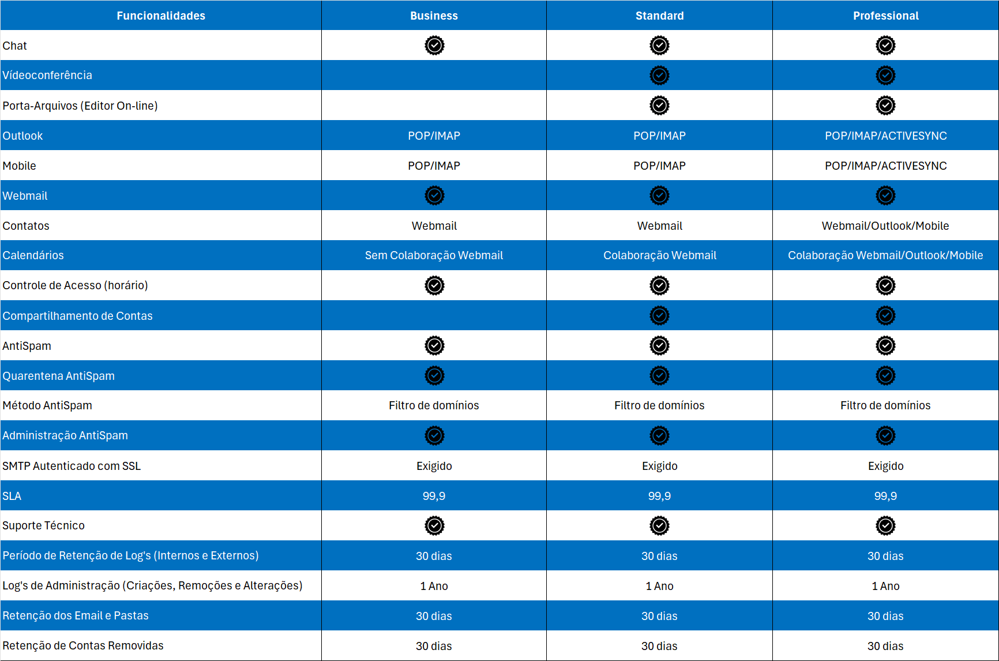 Funcionalidades Business Standard Professional
Chat
Vídeoconferência
Porta-Arquivos (Editor On-line)
Outlook POP/IMAP POP/IMAP POP/IMAP/ACTIVESYNC
Mobile POP/IMAP POP/IMAP POP/IMAP/ACTIVESYNC
Webmail
Contatos Webmail Webmail Webmail/Outlook/Mobile
Calendários Sem Colaboração Webmail Colaboração Webmail Colaboração Webmail/Outlook/Mobile
Controle de Acesso (horário)
Compartilhamento de Contas
AntiSpam
Quarentena AntiSpam
Método AntiSpam Filtro de domínios Filtro de domínios Filtro de domínios
Administração AntiSpam
SMTP Autenticado com SSL Exigido Exigido Exigido
SLA 99,9 99,9 99,9
Suporte Técnico
Período de Retenção de Log's (Internos e Externos) 30 dias 30 dias 30 dias
Log's de Administração (Criações, Remoções e Alterações) 1 Ano 1 Ano 1 Ano
Retenção dos Email e Pastas 30 dias 30 dias 30 dias
Retenção de Contas Removidas 30 dias 30 dias 30 dias